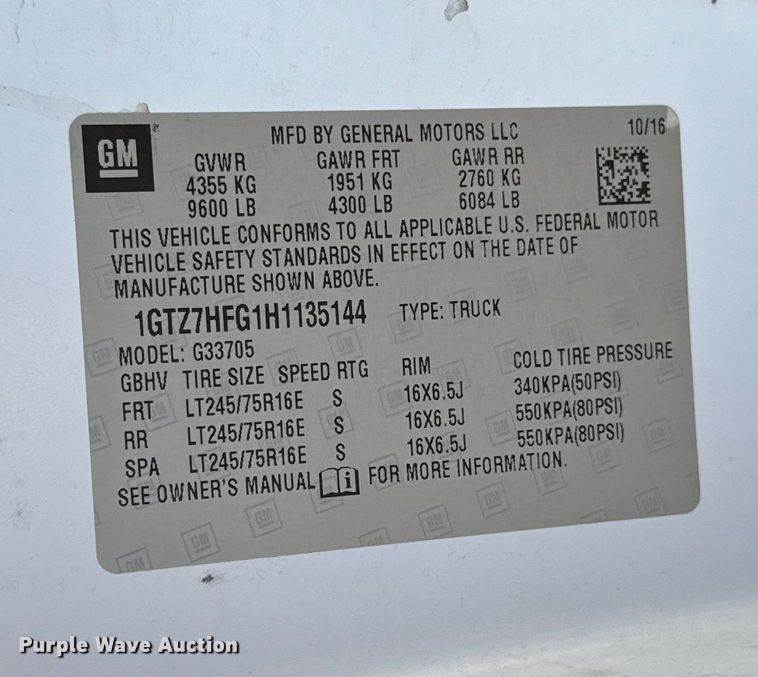 GM
MFD BY GENERAL MOTORS LLC 10/16
GVWR GAWR FRT GAWR RR
4355 KG 1951 KG 2760 KG
9600 LB 4300 LB 6084 LB
THIS VEHICLE CONFORMS TO ALL APPLICABLE U.S. FEDERAL MOTOR
VEHICLE SAFETY STANDARDS IN EFFECT ON THE DATE OF
MANUFACTURE SHOWN ABOVE.
1GTZ7HFG1H1135144 TYPE: TRUCK
MODEL: G33705
GBHV TIRE SIZE SPEED RTG RIM COLD TIRE PRESSURE
FRT LT245/75R16E S 16X6.5J 340KPA(50PSI)
RR LT245/75R16E S 16X6.5J 550KPA(80PSI)
SPA LT245/75R16E S 16X6.5J 550KPA(80PSI)
SEE OWNER'S MANUAL i FOR MORE INFORMATION.
Purple Wave Auction